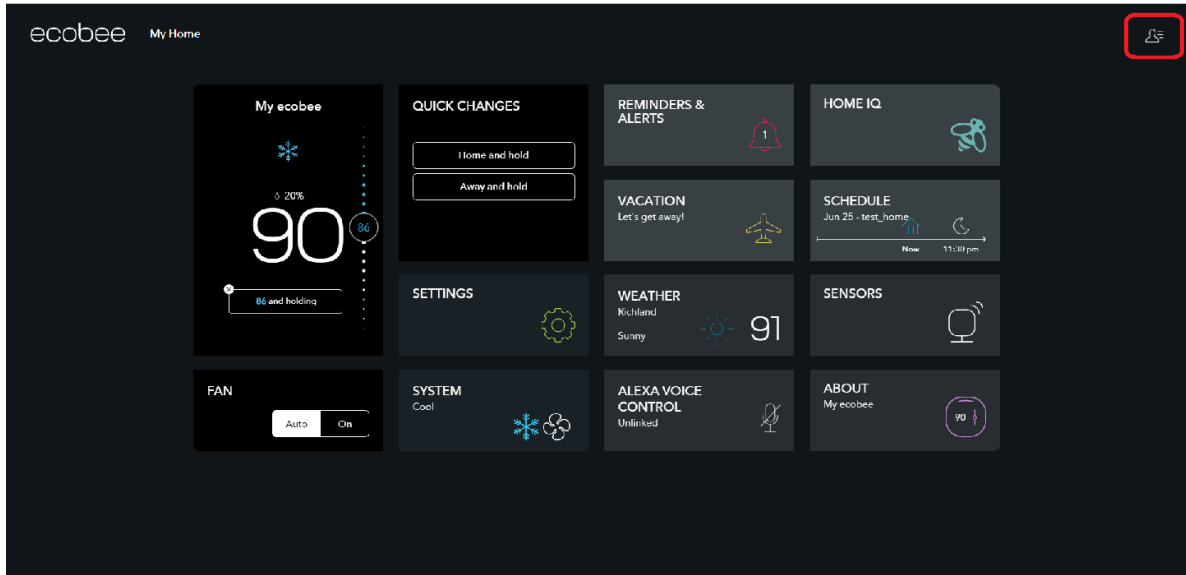 ecobee
My Home
My ecobee
20%
90
86
86 and holding
QUICK CHANGES
Home and hold
Away and hold
REMINDERS &
ALERTS
1
HOME IQ
VACATION
Let's get away!
SCHEDULE
Jun 25 - test_home
Now
11:30 pm
SETTINGS
WEATHER
Richland
Sunny
91
SENSORS
FAN
Auto
On
SYSTEM
Cool
ALEXA VOICE
CONTROL
Unlinked
ABOUT
My ecobee
90